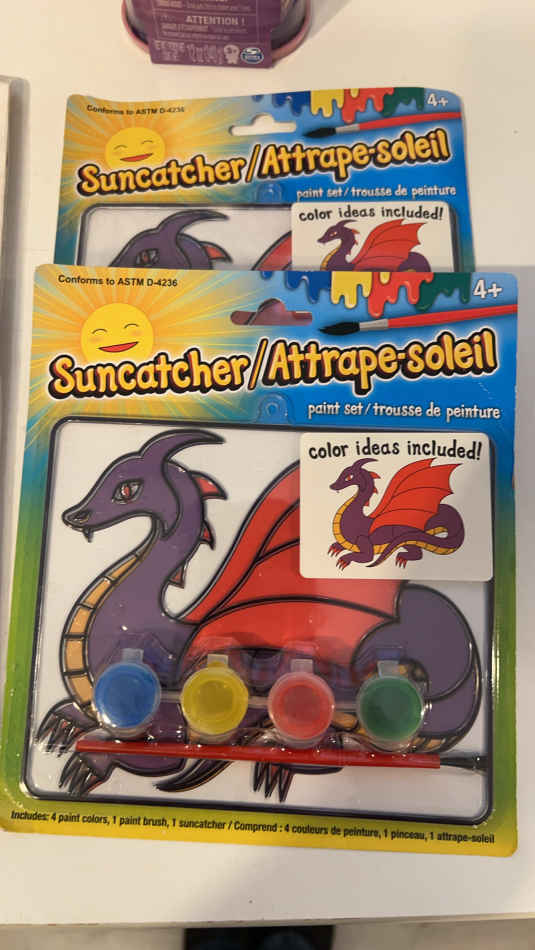 ATTENTION !
3+
Conforms to ASTM D-4236
4+
Suncatcher/Attrape-soleil
paint set/trousse de peinture
color ideas included!
Conforms to ASTM D-4236
4+
Suncatcher/Attrape-soleil
paint set/trousse de peinture
color ideas included!
Includes: 4 paint colors, 1 paint brush, 1 suncatcher / Comprend : 4 couleurs de peinture, 1 pinceau, 1 attrape-soleil